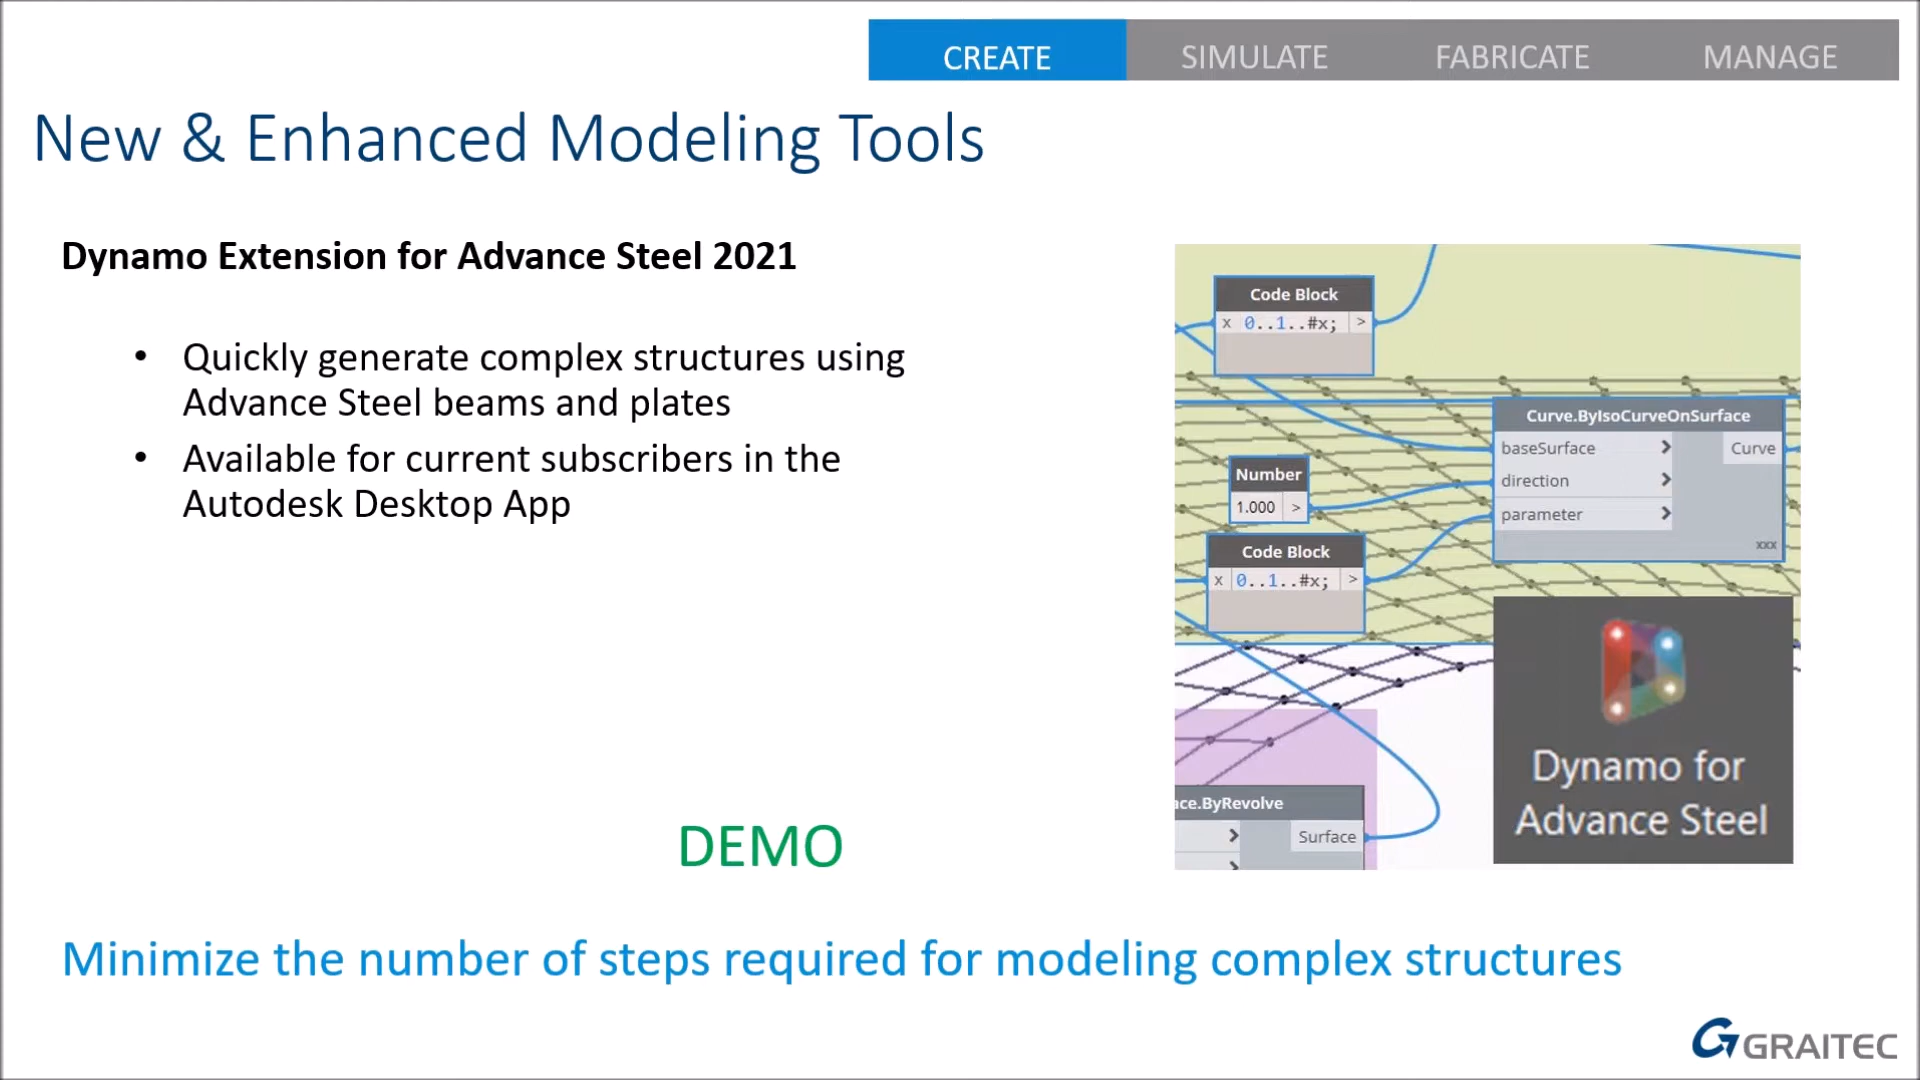 CREATE SIMULATE FABRICATE MANAGE
New & Enhanced Modeling Tools
Dynamo Extension for Advance Steel 2021
• Quickly generate complex structures using
Advance Steel beams and plates
• Available for current subscribers in the
Autodesk Desktop App
Code Block
x 0..1..#x; >
Curve.ByIsoCurveOnSurface
baseSurface > Curve
direction >
parameter >
xxx
Number
1.000 >
Code Block
x 0..1..#x; >
ace.ByRevolve
> Surface
>
Dynamo for
Advance Steel
DEMO
Minimize the number of steps required for modeling complex structures
GRAITEC